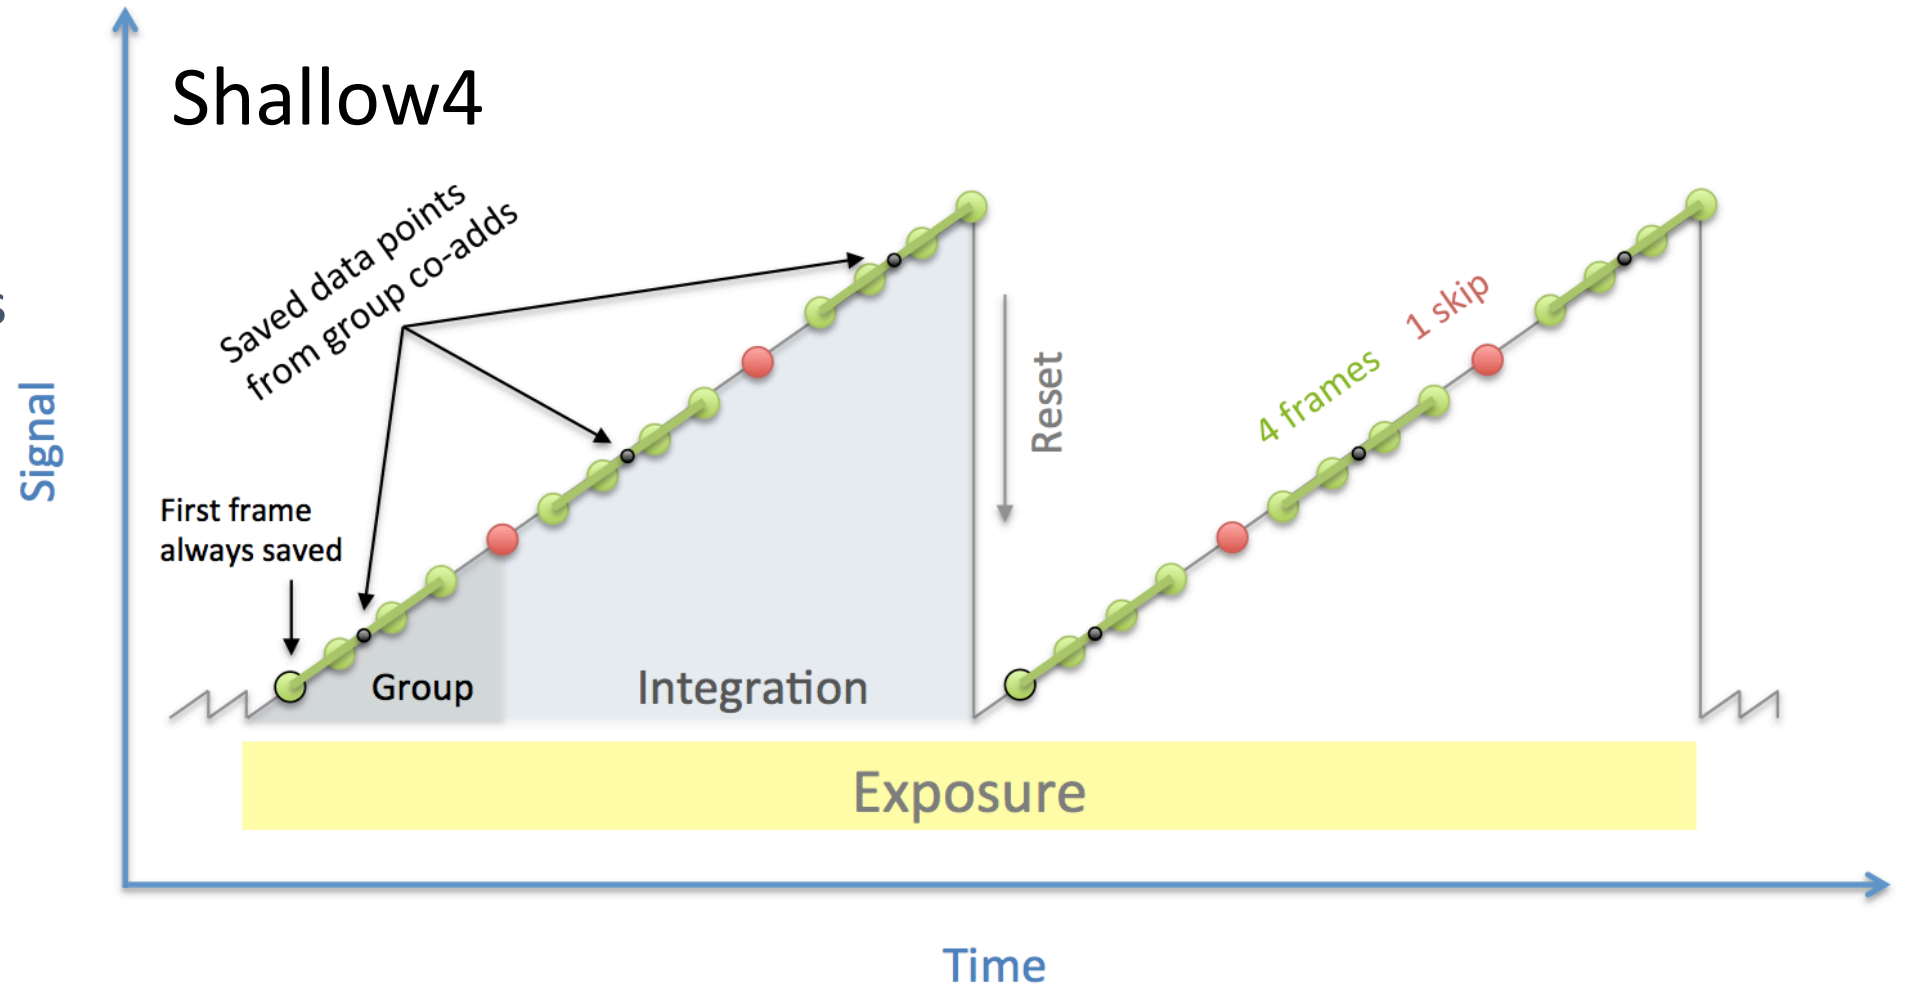 Shallow4
Saved data points
from group co-adds
s
Signal
First frame
always saved
Group
Integration
Reset
4 frames
1 skip
Exposure
Time